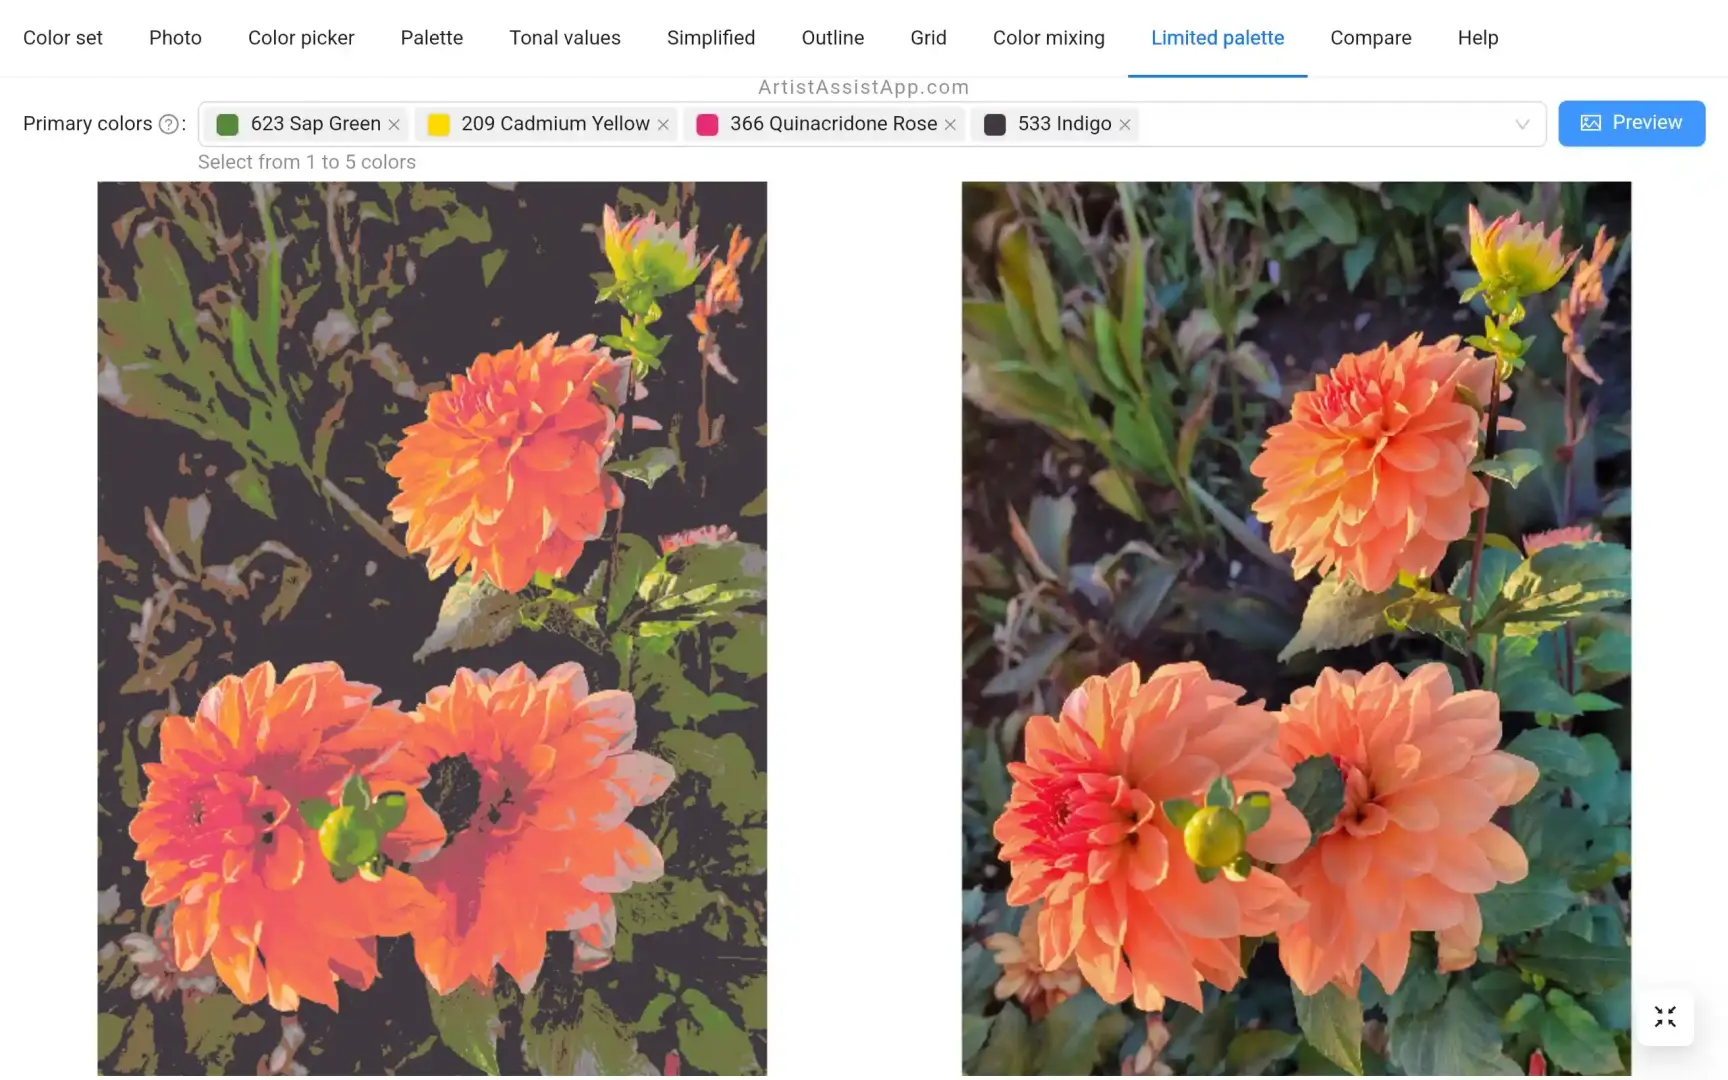 Color set Photo Color picker Palette Tonal values Simplified Outline Grid Color mixing Limited palette Compare Help
ArtistAssistApp.com
Primary colors ?: 623 Sap Green × 209 Cadmium Yellow × 366 Quinacridone Rose × 533 Indigo × Preview
Select from 1 to 5 colors